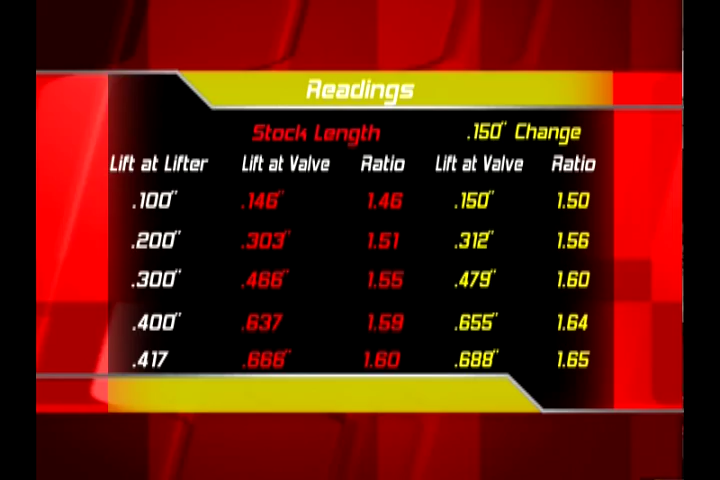 Readings
Stock Length .150" Change
Lift at Lifter Lift at Valve Ratio Lift at Valve Ratio
.100" .146" 1.46 .150" 1.50
.200" .303" 1.51 .312" 1.56
.300" .466" 1.55 .479" 1.60
.400" .637 1.59 .655" 1.64
.417 .666" 1.60 .688" 1.65